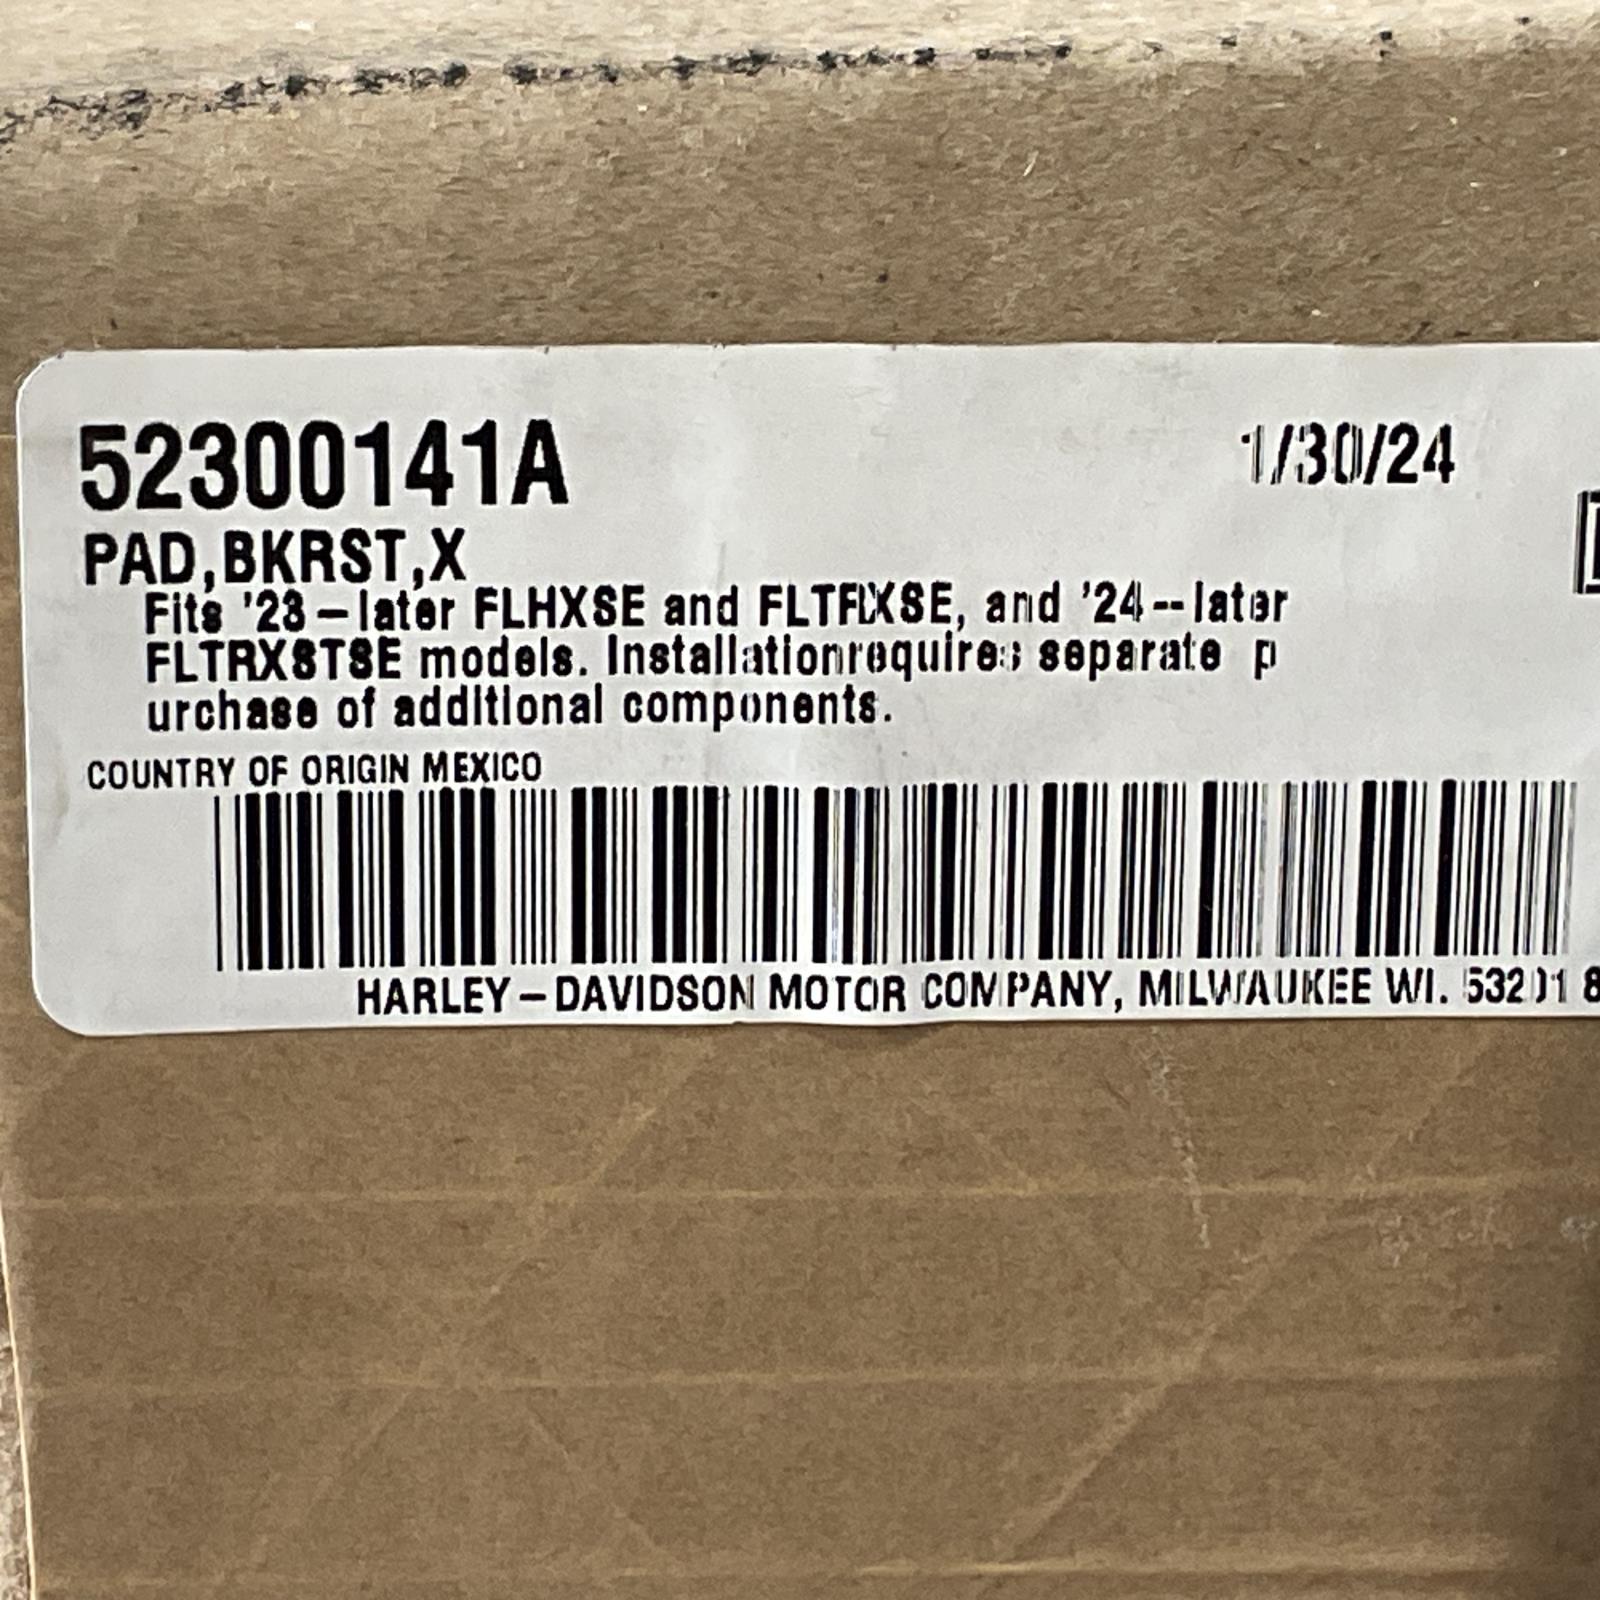 52300141A
1/30/24
PAD,BKRST,X
Fits '23-later FLHXSE and FLTRXSE, and '24--later
FLTRXSTSE models. Installationrequires separate p
urchase of additional components.
COUNTRY OF ORIGIN MEXICO
HARLEY-DAVIDSON MOTOR COMPANY, MILWAUKEE WI. 53201